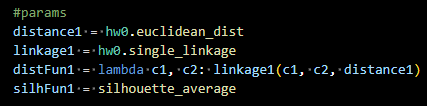 #params
distance1 = hw0.euclidean_dist
linkage1 = hw0.single_linkage
distFun1 = lambda c1, c2: linkage1(c1, c2, distance1)
silhFun1 = silhouette_average